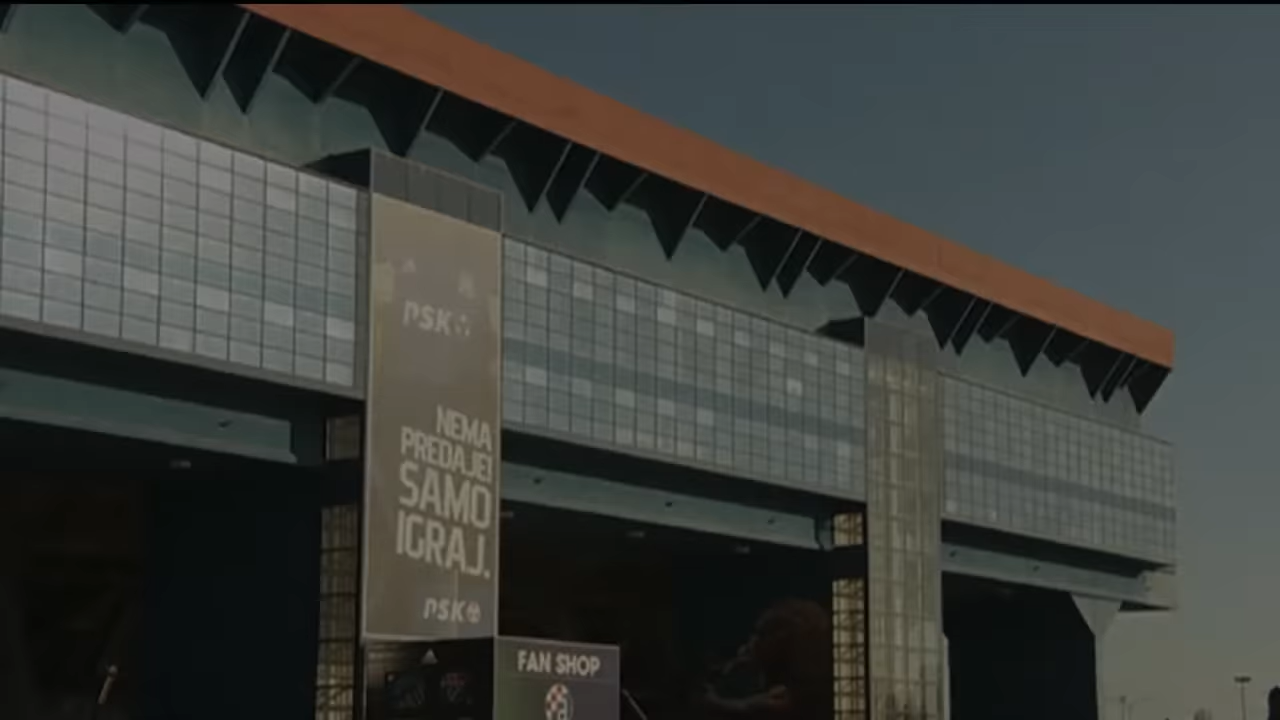 PSK
NEMA
PREDAJE!
SAMO
IGRAJ.
PSK
FAN SHOP